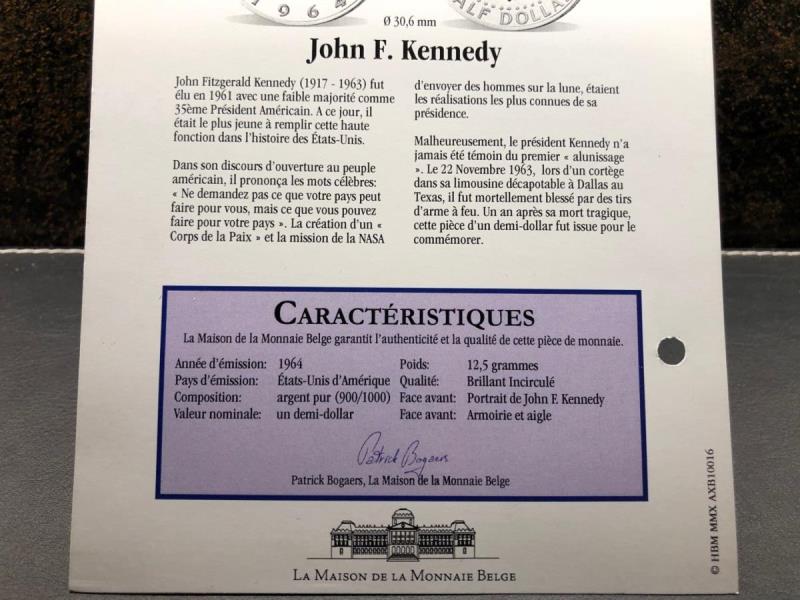 1964
HALF DOLLAR
Ø 30,6 mm
John F. Kennedy
John Fitzgerald Kennedy (1917 - 1963) fut
élu en 1961 avec une faible majorité comme
35ème Président Américain. A ce jour, il
était le plus jeune à remplir cette haute
fonction dans l'histoire des États-Unis.
Dans son discours d'ouverture au peuple
américain, il prononça les mots célèbres:
« Ne demandez pas ce que votre pays peut
faire pour vous, mais ce que vous pouvez
faire pour votre pays ». La création d'un «
Corps de la Paix » et la mission de la NASA
d'envoyer des hommes sur la lune, étaient
les réalisations les plus connues de sa
présidence.
Malheureusement, le président Kennedy n'a
jamais été témoin du premier « alunissage
». Le 22 Novembre 1963, lors d'un cortège
dans sa limousine décapotable à Dallas au
Texas, il fut mortellement blessé par des tirs
d'arme à feu. Un an après sa mort tragique,
cette pièce d'un demi-dollar fut issue pour le
commémorer.
CARACTÉRISTIQUES
La Maison de la Monnaie Belge garantit l'authenticité et la qualité de cette pièce de monnaie.
Année d'émission: 1964 Poids: 12,5 grammes
Pays d'émission: États-Unis d'Amérique Qualité: Brillant Incirculé
Composition: argent pur (900/1000) Face avant: Portrait de John F. Kennedy
Valeur nominale: un demi-dollar Face avant: Armoirie et aigle
Patrick Bogaers
Patrick Bogaers, La Maison de la Monnaie Belge
LA MAISON DE LA MONNAIE BELGE
© HBM MMX AXB10016